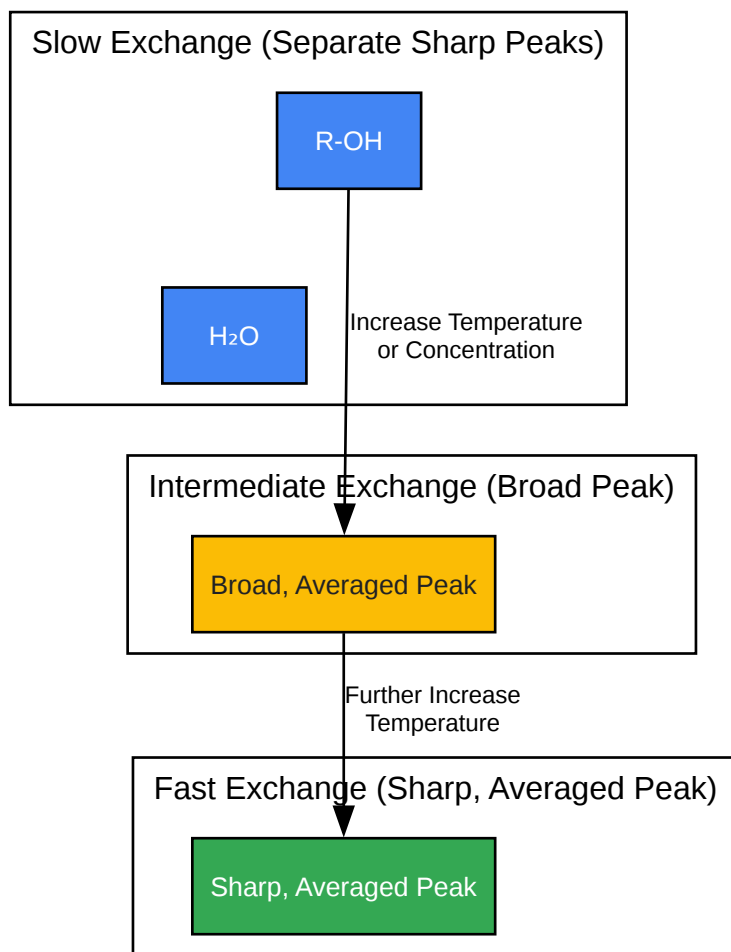 Slow Exchange (Separate Sharp Peaks)
R-OH
H₂O
Increase Temperature
or Concentration
Intermediate Exchange (Broad Peak)
Broad, Averaged Peak
Further Increase
Temperature
Fast Exchange (Sharp, Averaged Peak)
Sharp, Averaged Peak